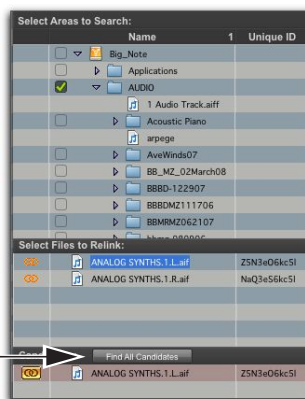 Select Areas to Search:
Name 1 Unique ID
Big_Note
Applications
AUDIO
1 Audio Track.aiff
Acoustic Piano
arpege
AveWinds07
BB_MZ_02March08
BBBD-122907
BBBDMZ111706
BBMRMZ062107
Select Files to Relink:
ANALOG SYNTHS.1.L.aif Z5N3eO6kc5l
ANALOG SYNTHS.1.R.aif NaQ3eS6kc5l
Find All Candidates
ANALOG SYNTHS.1.L.aif Z5N3eO6kc5l